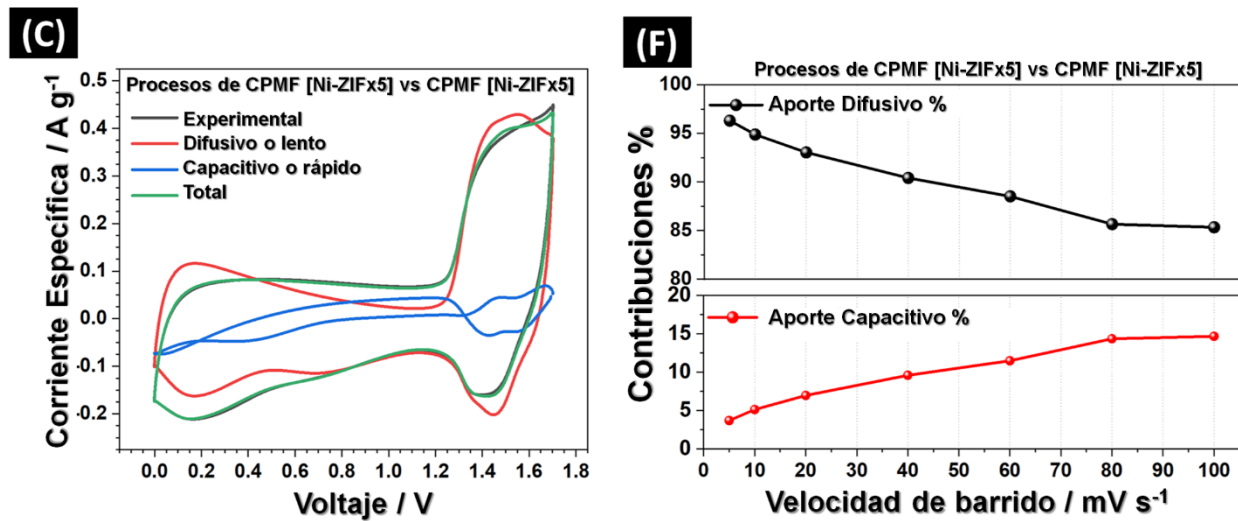 (C)
Procesos de CPMF [Ni-ZIFx5] vs CPMF [Ni-ZIFx5]
Experimental
Difusivo o lento
Capacitivo o rápido
Total
Corriente Específica / A g⁻¹
0.5
0.4
0.3
0.2
0.1
0.0
-0.1
-0.2
0.0 0.2 0.4 0.6 0.8 1.0 1.2 1.4 1.6 1.8
Voltaje / V
(F)
Procesos de CPMF [Ni-ZIFx5] vs CPMF [Ni-ZIFx5]
Aporte Difusivo %
Contribuciones %
100
95
90
85
80
Aporte Capacitivo %
20
15
10
5
0
0 10 20 30 40 50 60 70 80 90 100
Velocidad de barrido / mV s⁻¹